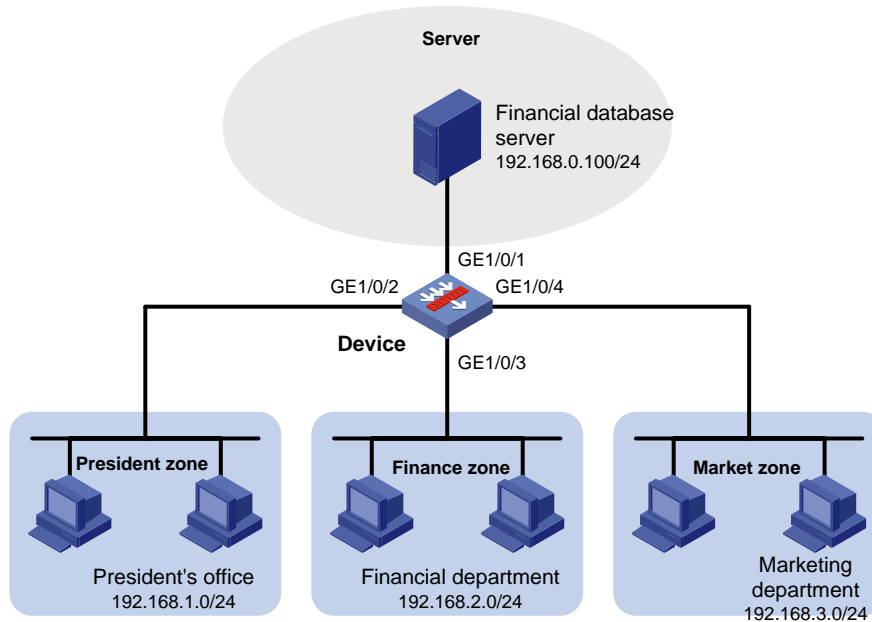 Server
Financial database
server
192.168.0.100/24
GE1/0/1
GE1/0/2
GE1/0/4
Device
GE1/0/3
President zone
Finance zone
Market zone
President's office
192.168.1.0/24
Financial department
192.168.2.0/24
Marketing
department
192.168.3.0/24